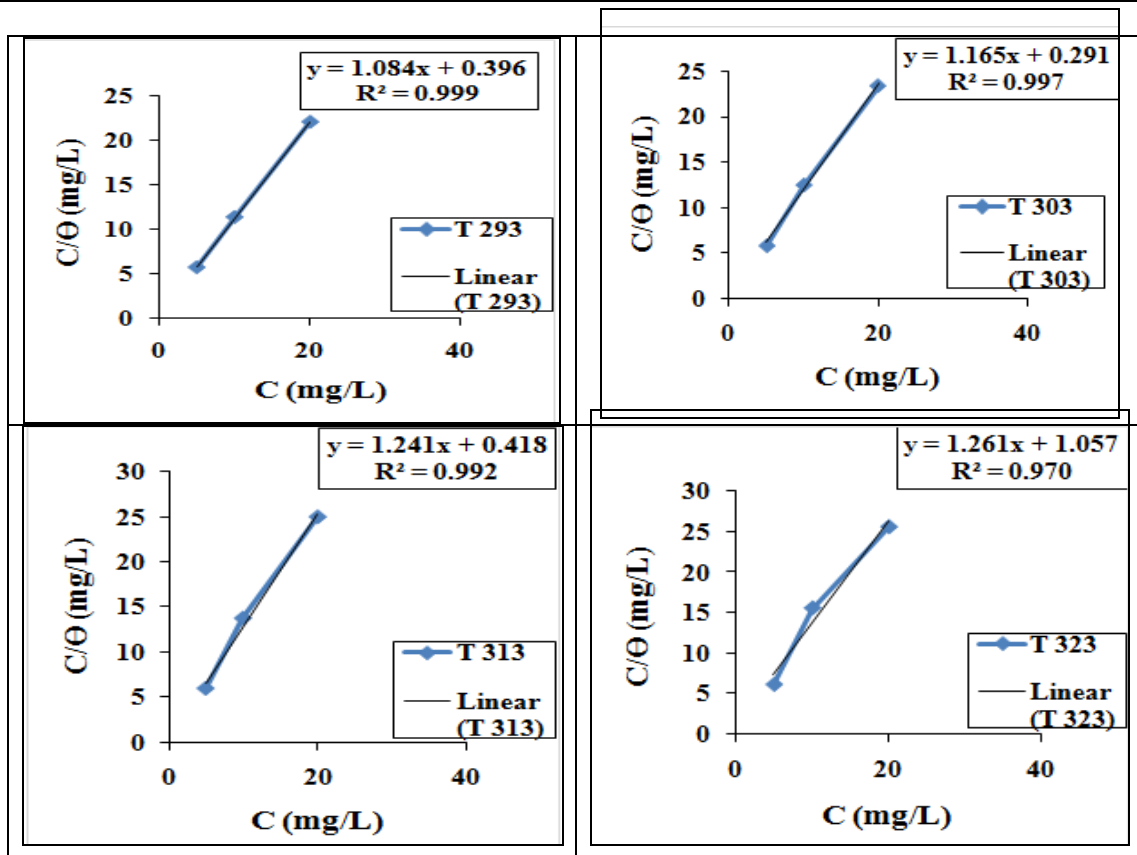 y = 1.084x + 0.396
R² = 0.999
25
20
15
10
5
0
0
20
40
C/Ө (mg/L)
C (mg/L)
T 293
Linear
(T 293)
y = 1.165x + 0.291
R² = 0.997
25
20
15
10
5
0
0
20
40
C/Ө (mg/L)
C (mg/L)
T 303
Linear
(T 303)
y = 1.241x + 0.418
R² = 0.992
30
25
20
15
10
5
0
0
20
40
C/Ө (mg/L)
C (mg/L)
T 313
Linear
(T 313)
y = 1.261x + 1.057
R² = 0.970
30
25
20
15
10
5
0
0
20
40
C/Ө (mg/L)
C (mg/L)
T 323
Linear
(T 323)